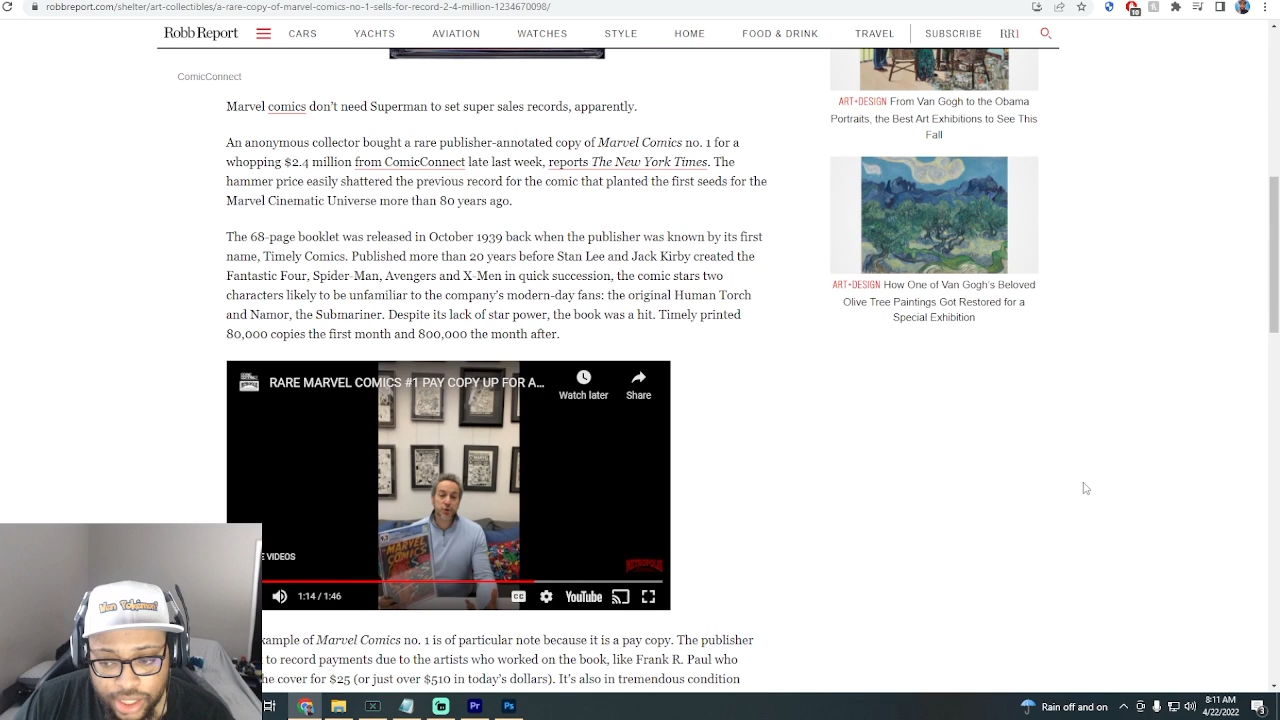 robbreport.com/shelter/art-collectibles/a-rare-copy-of-marvel-comics-no-1-sells-for-record-2-4-million-1234670098/
10
RobbReport
CARS
YACHTS
AVIATION
WATCHES
STYLE
HOME
FOOD & DRINK
TRAVEL
SUBSCRIBE
RR1
ComicConnect
Marvel comics don’t need Superman to set super sales records, apparently.
An anonymous collector bought a rare publisher-annotated copy of Marvel Comics no. 1 for a
whopping $2.4 million from ComicConnect late last week, reports The New York Times. The
hammer price easily shattered the previous record for the comic that planted the first seeds for the
Marvel Cinematic Universe more than 80 years ago.
The 68-page booklet was released in October 1939 back when the publisher was known by its first
name, Timely Comics. Published more than 20 years before Stan Lee and Jack Kirby created the
Fantastic Four, Spider-Man, Avengers and X-Men in quick succession, the comic stars two
characters likely to be unfamiliar to the company’s modern-day fans: the original Human Torch
and Namor, the Submariner. Despite its lack of star power, the book was a hit. Timely printed
80,000 copies the first month and 800,000 the month after.
ART+DESIGN From Van Gogh to the Obama
Portraits, the Best Art Exhibitions to See This
Fall
ART+DESIGN How One of Van Gogh’s Beloved
Olive Tree Paintings Got Restored for a
Special Exhibition
RARE MARVEL COMICS #1 PAY COPY UP FOR A...
Watch later
Share
9.2
MARVEL
COMICS
METROPOLIS
E VIDEOS
1:14 / 1:46
CC
YouTube
xample of Marvel Comics no. 1 is of particular note because it is a pay copy. The publisher
to record payments due to the artists who worked on the book, like Frank R. Paul who
he cover for $25 (or just over $510 in today’s dollars). It’s also in tremendous condition
Pr
Ps
Rain off and on
8:11 AM
4/22/2022
3